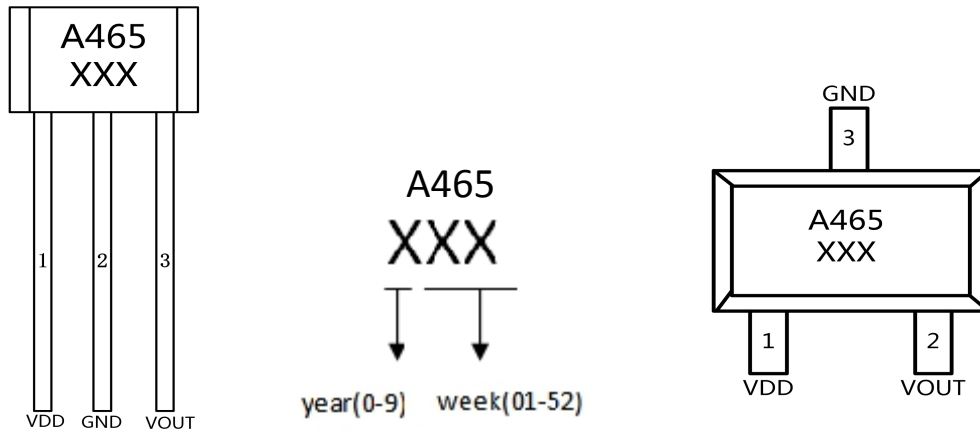 A465
XXX
1 2 3
VDD GND VOUT
A465
XXX
year(0-9) week(01-52)
GND
3
A465
XXX
1 2
VDD VOUT